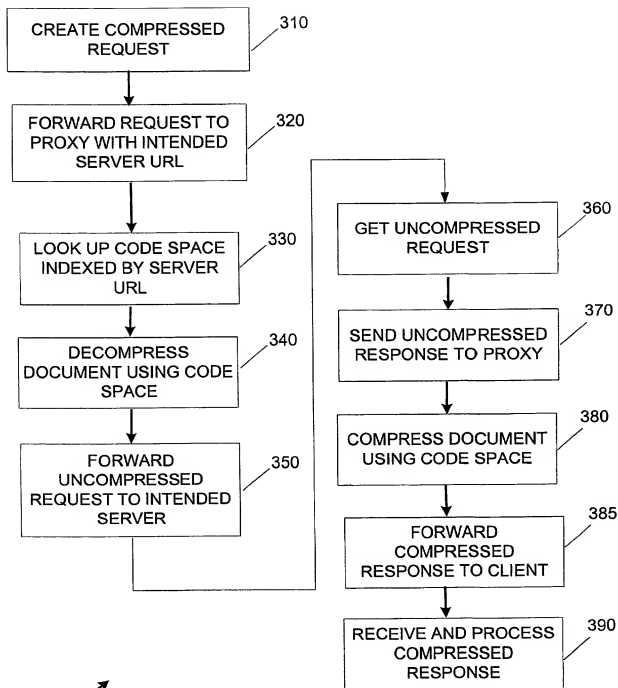 CREATE COMPRESSED
REQUEST
310
FORWARD REQUEST TO
PROXY WITH INTENDED
SERVER URL
320
LOOK UP CODE SPACE
INDEXED BY SERVER
URL
330
DECOMPRESS
DOCUMENT USING CODE
SPACE
340
FORWARD
UNCOMPRESSED
REQUEST TO INTENDED
SERVER
350
GET UNCOMPRESSED
REQUEST
360
SEND UNCOMPRESSED
RESPONSE TO PROXY
370
COMPRESS DOCUMENT
USING CODE SPACE
380
FORWARD
COMPRESSED
RESPONSE TO CLIENT
385
RECEIVE AND PROCESS
COMPRESSED
RESPONSE
390